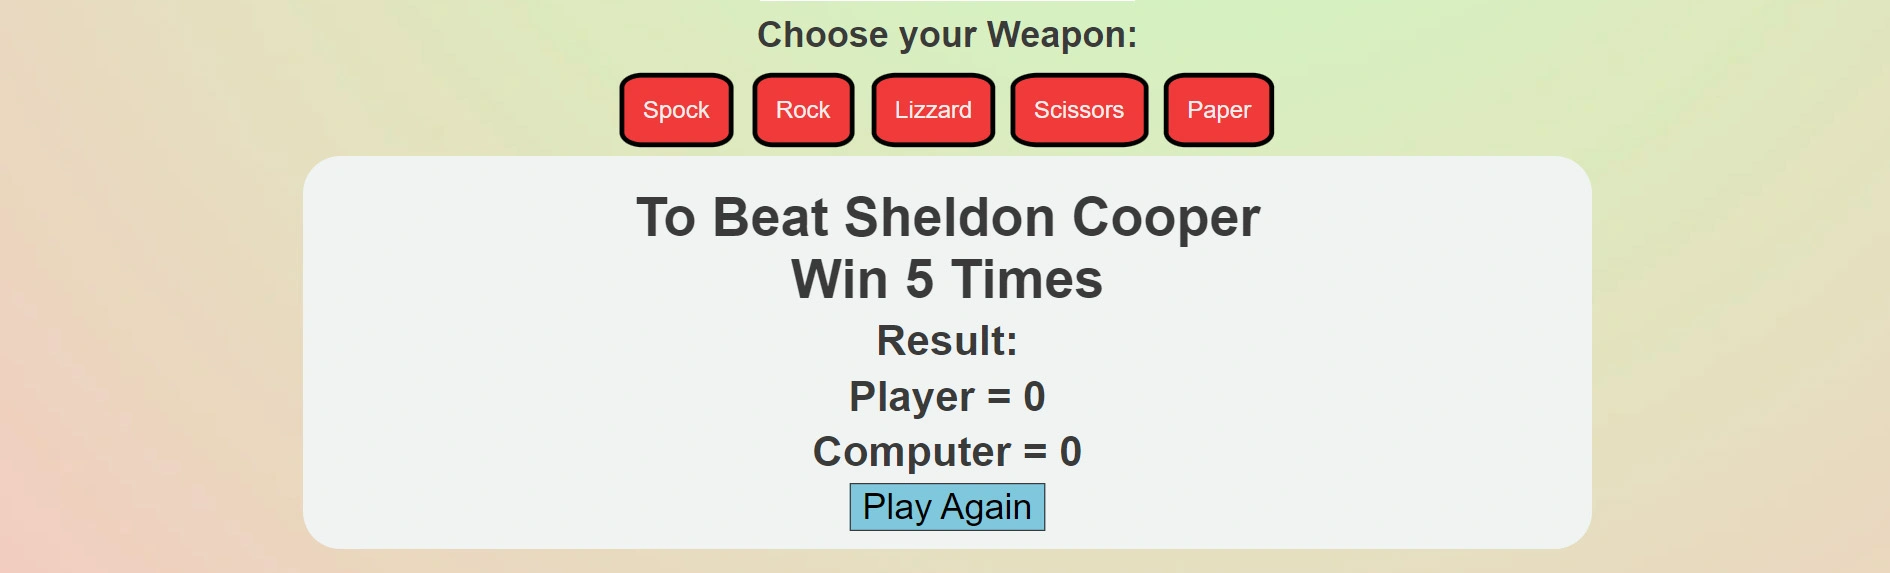 Choose your Weapon:
Spock Rock Lizzard Scissors Paper
To Beat Sheldon Cooper
Win 5 Times
Result:
Player = 0
Computer = 0
Play Again